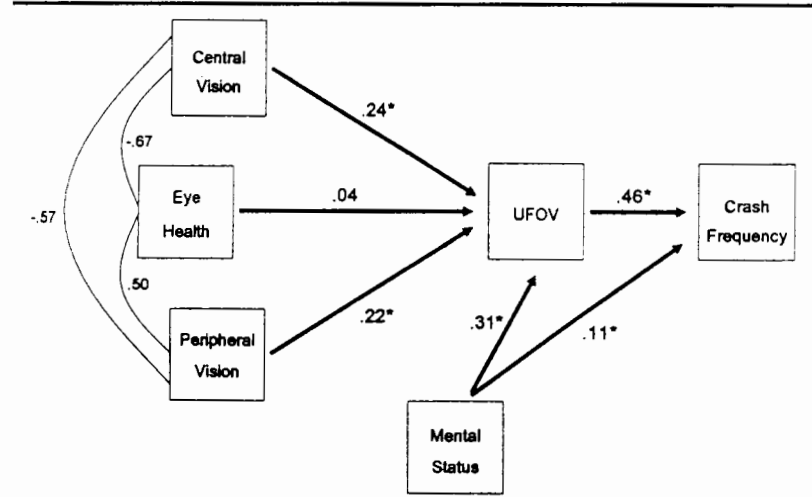 Central
Vision
.24*
-.67
Eye
Health
.04
UFOV
.46*
Crash
Frequency
-.57
.50
Peripheral
Vision
.22*
.31*
.11*
Mental
Status